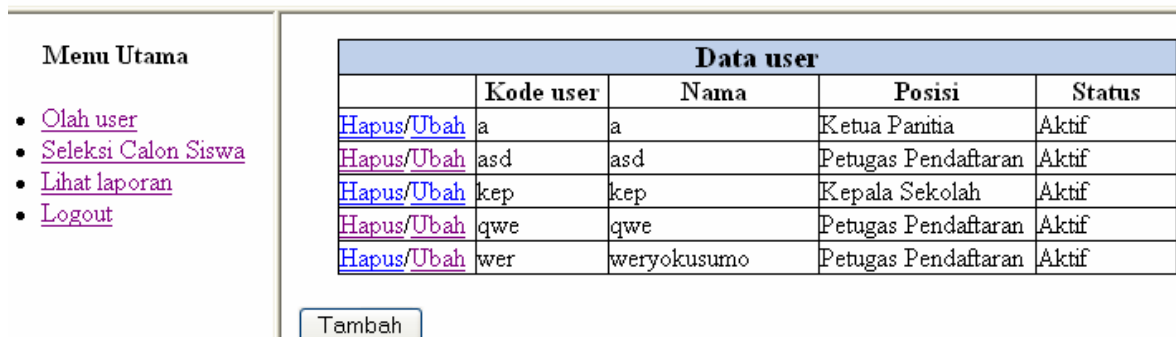 Menu Utama
Olah user
Seleksi Calon Siswa
Lihat laporan
Logout
Data user
Kode user Nama Posisi Status
Hapus/Ubah a a Ketua Panitia Aktif
Hapus/Ubah asd asd Petugas Pendaftaran Aktif
Hapus/Ubah kep kep Kepala Sekolah Aktif
Hapus/Ubah qwe qwe Petugas Pendaftaran Aktif
Hapus/Ubah wer weryokusumo Petugas Pendaftaran Aktif
Tambah